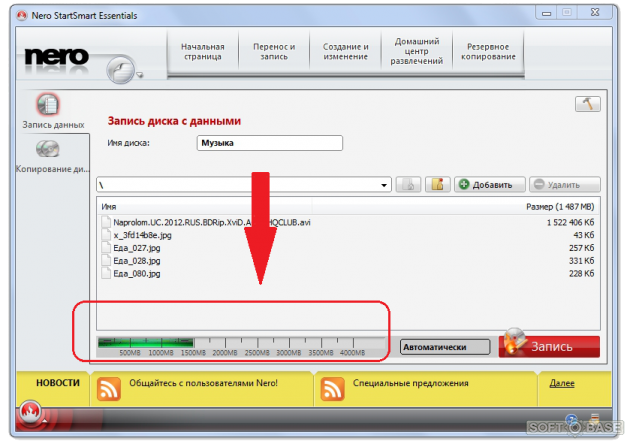 Nero StartSmart Essentials
nero
Начальная
страница
Перенос и
запись
Создание и
изменение
Домашний
центр
развлечений
Резервное
копирование
Запись данных
Копирование ди...
Запись диска с данными
Имя диска:
Музыка
\
Добавить
Удалить
Имя
Размер (1 487 MB)
Naprolom.UC.2012.RUS.BDRip.XviD.A HQCLUB.avi
1 522 406 Кб
x_3fd14b8e.jpg
43 Кб
Еда_027.jpg
257 Кб
Еда_028.jpg
331 Кб
Еда_080.jpg
228 Кб
500MB 1000MB 1500MB 2000MB 2500MB 3000MB 3500MB 4000MB
Автоматически
Запись
НОВОСТИ
Общайтесь с пользователями Nero!
Специальные предложения
Далее
SOFT BASE